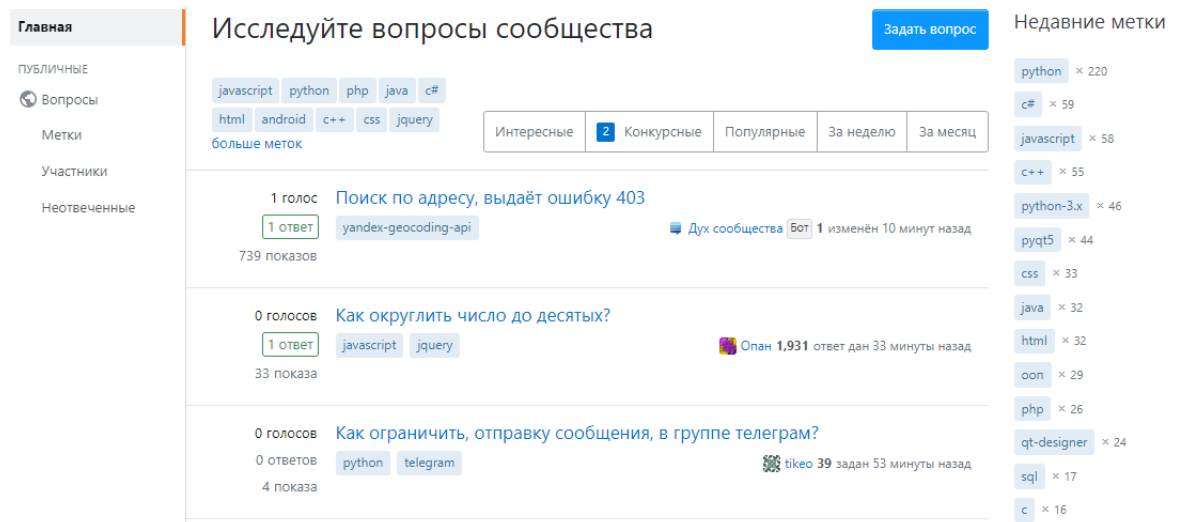 Главная
ПУБЛИЧНЫЕ
Вопросы
Метки
Участники
Неотвеченные
Исследуйте вопросы сообщества
Задать вопрос
javascript python php java c#
html android c++ css jquery
больше меток
Интересные 2 Конкурсные Популярные За неделю За месяц
1 голос
1 ответ
739 показов
Поиск по адресу, выдаёт ошибку 403
yandex-geocoding-api
Дух сообщества Бот 1 изменён 10 минут назад
0 голосов
1 ответ
33 показа
Как округлить число до десятых?
javascript jquery
Опан 1,931 ответ дан 33 минуты назад
0 голосов
0 ответов
4 показа
Как ограничить, отправку сообщения, в группе телеграм?
python telegram
tikeo 39 задан 53 минуты назад
Недавние метки
python × 220
c# × 59
javascript × 58
c++ × 55
python-3.x × 46
pyqt5 × 44
css × 33
java × 32
html × 32
ооп × 29
php × 26
qt-designer × 24
sql × 17
c × 16